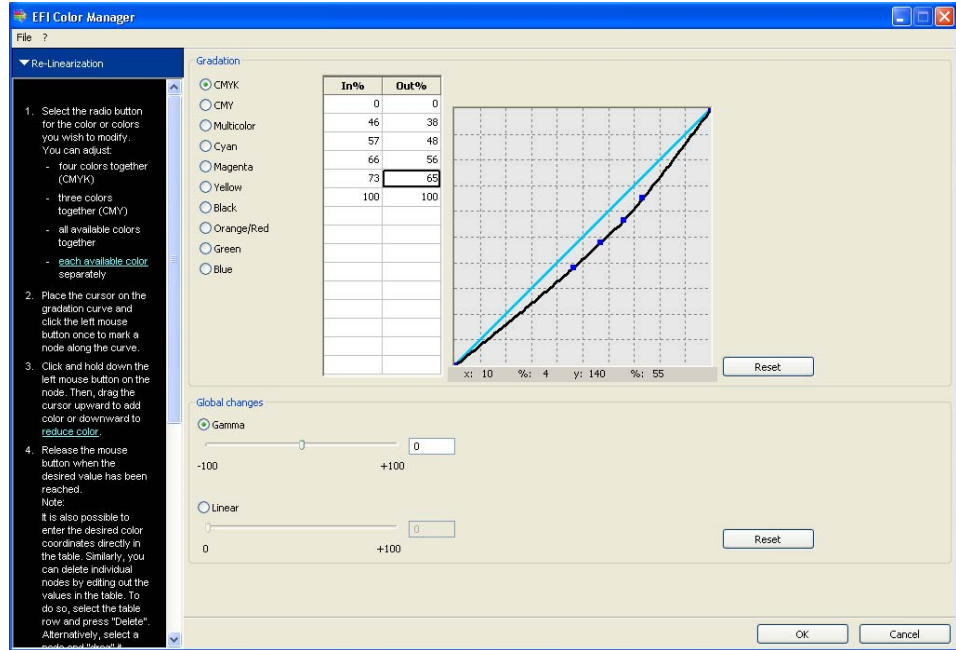 EFI Color Manager
File ?
Re-Linearization
1. Select the radio button
for the color or colors
you wish to modify.
You can adjust:
- four colors together
(CMYK)
- three colors
together (CMY)
- all available colors
together
- each available color
separately
2. Place the cursor on the
gradation curve and
click the left mouse
button once to mark a
node along the curve.
3. Click and hold down the
left mouse button on the
node. Then, drag the
cursor upward to add
color or downward to
reduce color.
4. Release the mouse
button when the
desired value has been
reached.
Note:
It is also possible to
enter the desired color
coordinates directly in
the table. Similarly, you
can delete individual
nodes by editing out the
values in the table. To
do so, select the table
row and press "Delete".
Alternatively, select a
Gradation
CMYK
CMY
Multicolor
Cyan
Magenta
Yellow
Black
Orange/Red
Green
Blue
In% Out%
0 0
46 38
57 48
66 56
73 65
100 100
x: 10 %: 4 y: 140 %: 55
Reset
Global changes
Gamma
0
-100 +100
Linear
0
0 +100
Reset
OK Cancel